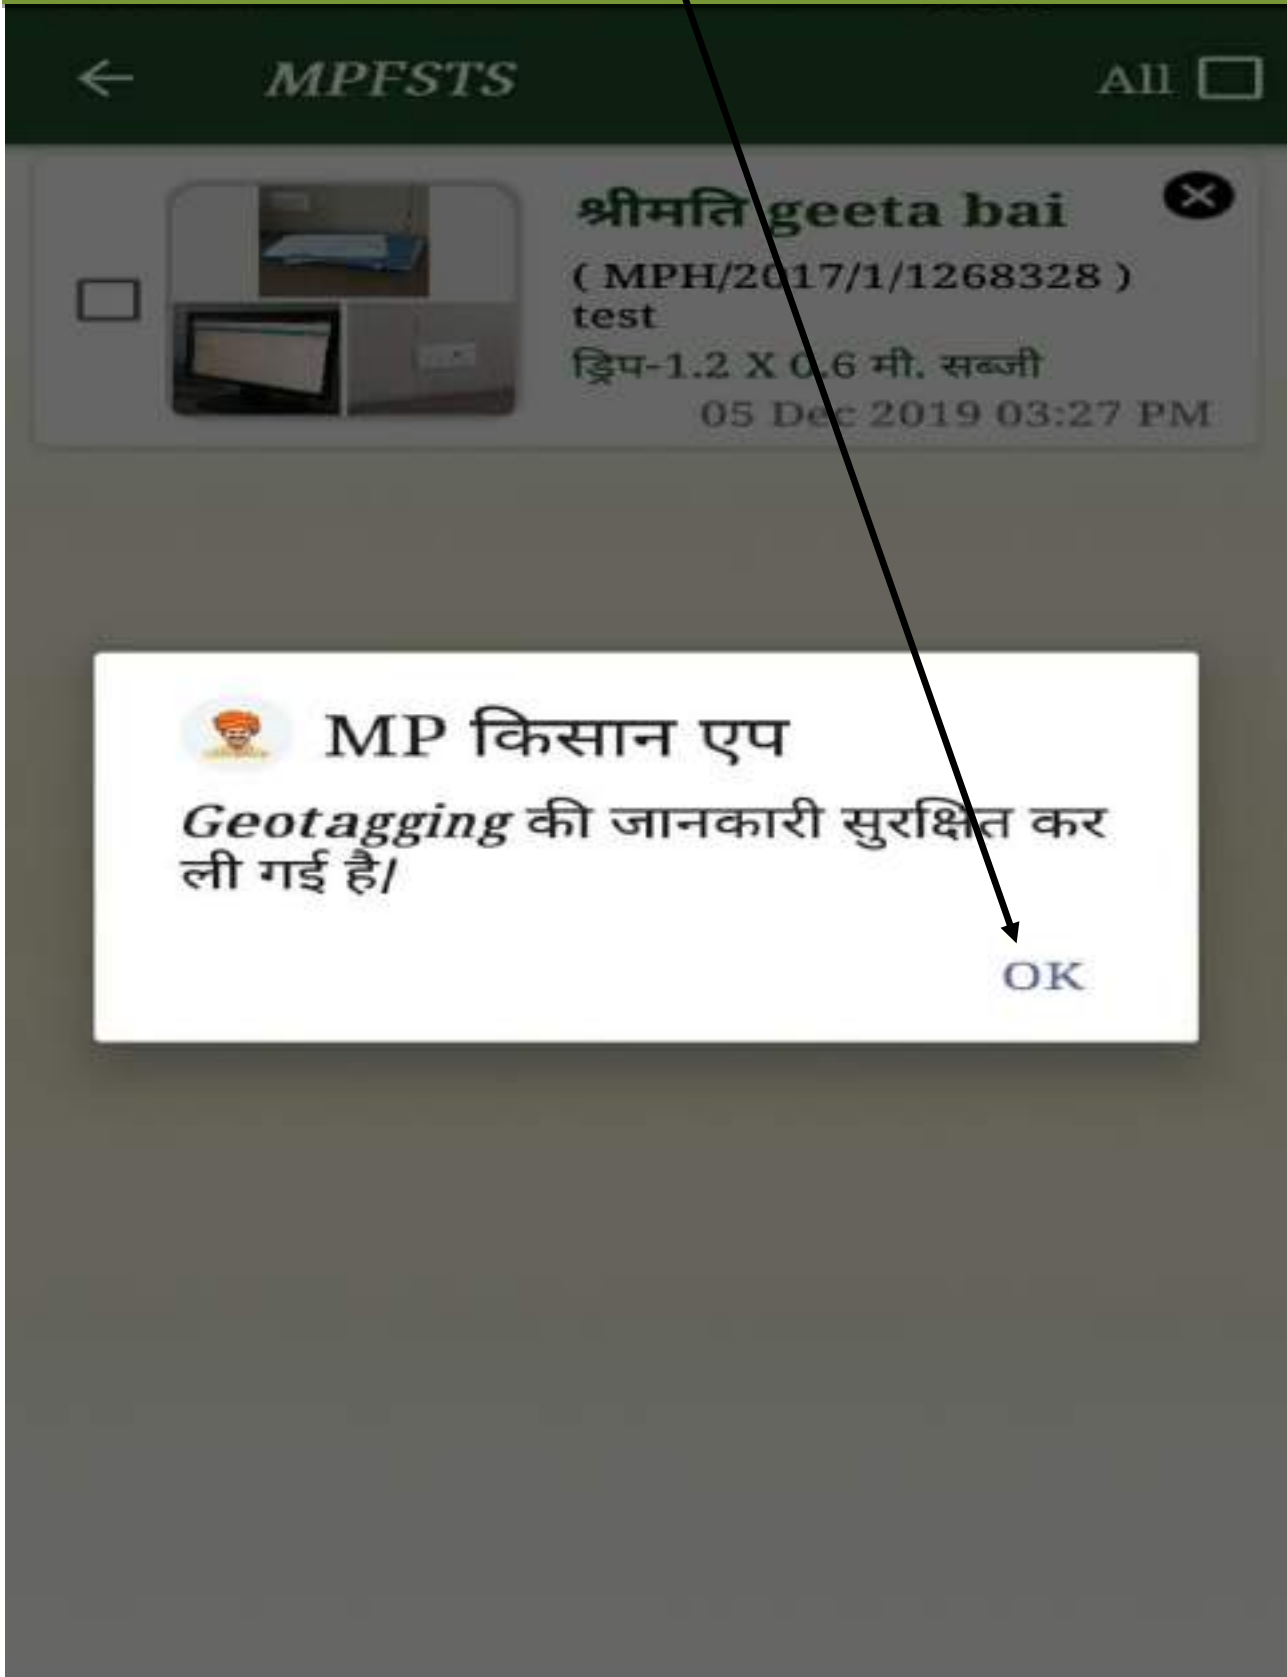 MPFSTS
All
श्रीमति geeta bai
( MPH/2017/1/1268328 )
test
ड्रिप-1.2 X 0.6 मी. सब्जी
05 Dec 2019 03:27 PM
MP किसान एप
Geotagging की जानकारी सुरक्षित कर
ली गई है/
OK